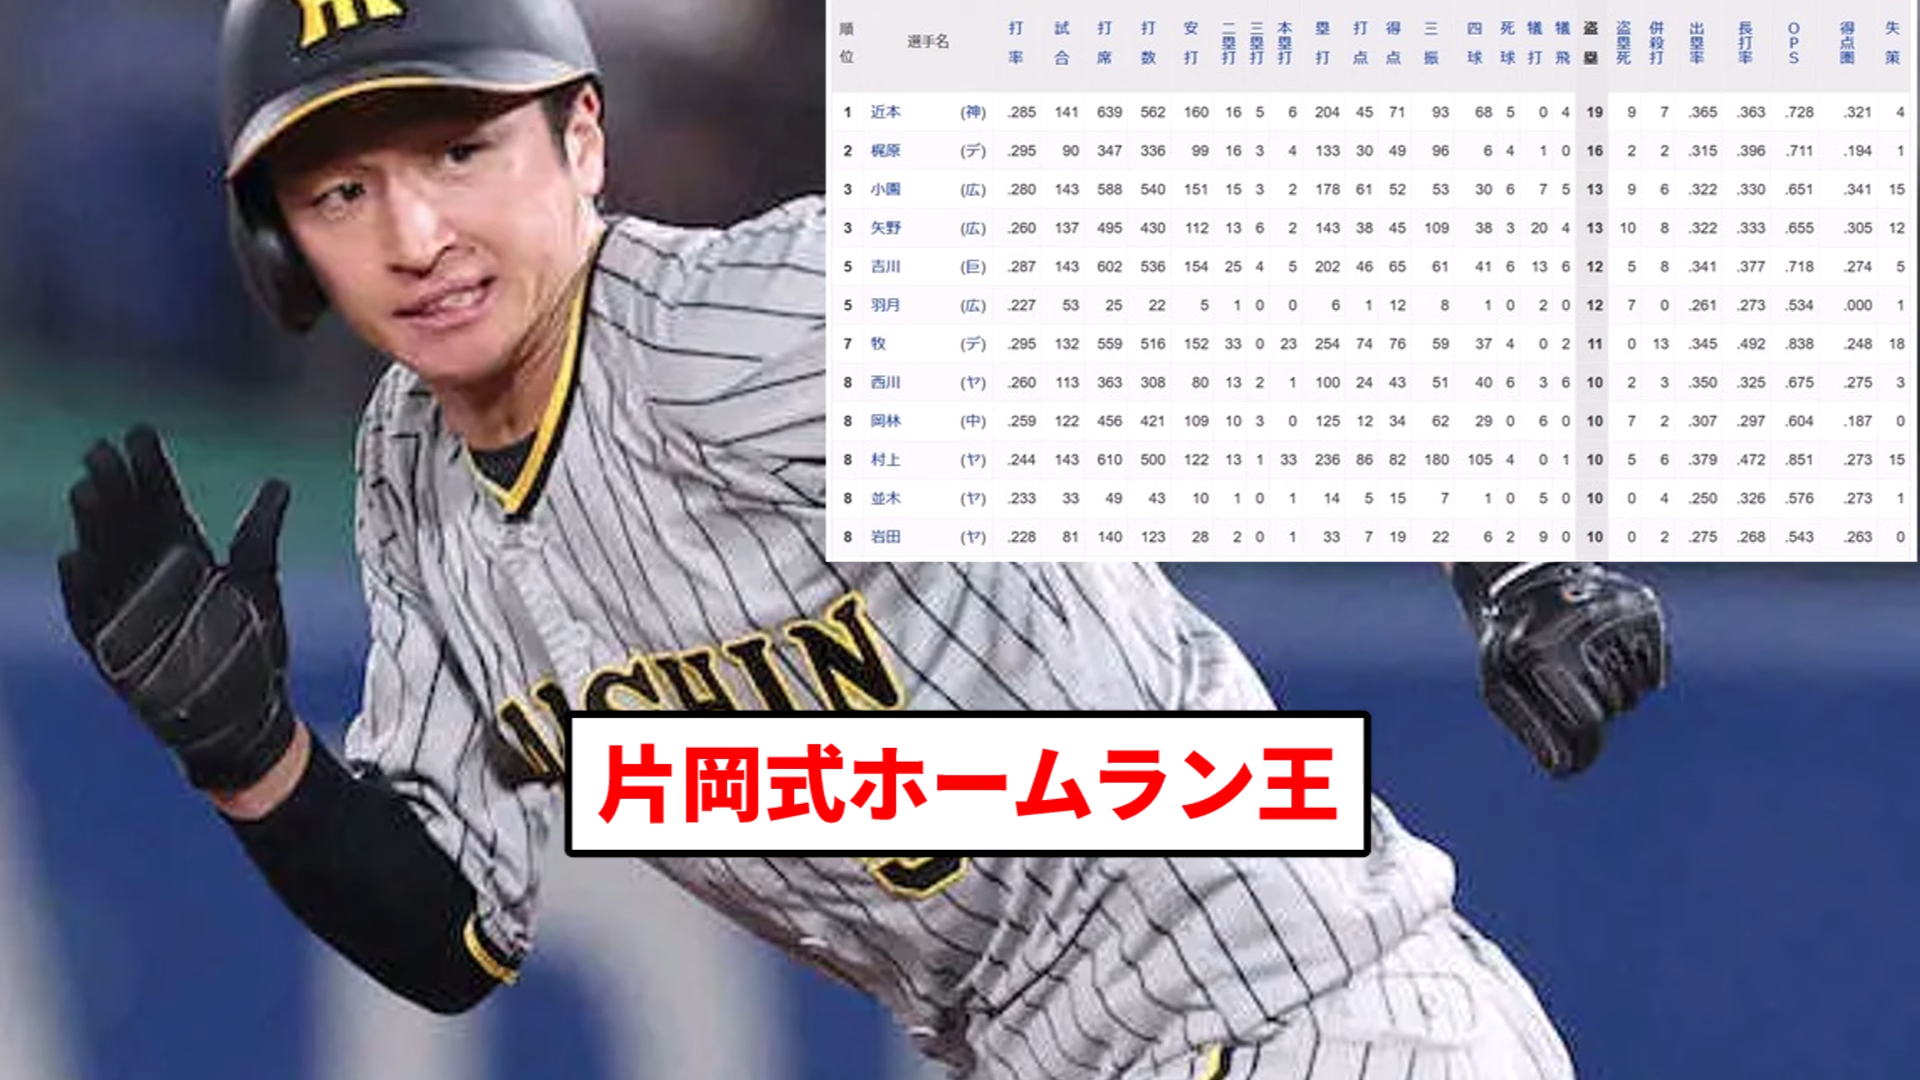 順位 選手名 打率 試合 打席 打数 安打 二塁打 三塁打 本塁打 塁打 打点 得点 三振 四球 死球 犠打 犠飛 盗塁 盗塁死 併殺打 出塁率 長打率 OPS 得点圏 失策
1 近本 (神) .285 141 639 562 160 16 5 6 204 45 71 93 68 5 0 4 19 9 7 .365 .363 .728 .321 4
2 梶原 (デ) .295 90 347 336 99 16 3 4 133 30 49 96 6 4 1 0 16 2 2 .315 .396 .711 .194 1
3 小園 (広) .280 143 588 540 151 15 3 2 178 61 52 53 30 6 7 5 13 9 6 .322 .330 .651 .341 15
3 矢野 (広) .260 137 495 430 112 13 6 2 143 38 45 109 38 3 20 4 13 10 8 .322 .333 .655 .305 12
5 吉川 (巨) .287 143 602 536 154 25 4 5 202 46 65 61 41 6 13 6 12 5 8 .341 .377 .718 .274 5
5 羽月 (広) .227 53 25 22 5 1 0 0 6 1 12 8 1 0 2 0 12 7 0 .261 .273 .534 .000 1
7 牧 (デ) .295 132 559 516 152 33 0 23 254 74 76 59 37 4 0 2 11 0 13 .345 .492 .838 .248 18
8 西川 (ヤ) .260 113 363 308 80 13 2 1 100 24 43 51 40 6 3 6 10 2 3 .350 .325 .675 .275 3
8 岡林 (中) .259 122 456 421 109 10 3 0 125 12 34 62 29 0 6 0 10 7 2 .307 .297 .604 .187 0
8 村上 (ヤ) .244 143 610 500 122 13 1 33 236 86 82 180 105 4 0 1 10 5 6 .379 .472 .851 .273 15
8 並木 (ヤ) .233 33 49 43 10 1 0 1 14 5 15 7 1 0 5 0 10 0 4 .250 .326 .576 .273 1
8 岩田 (ヤ) .228 81 140 123 28 2 0 1 33 7 19 22 6 2 9 0 10 0 2 .275 .268 .543 .263 0
片岡式ホームラン王